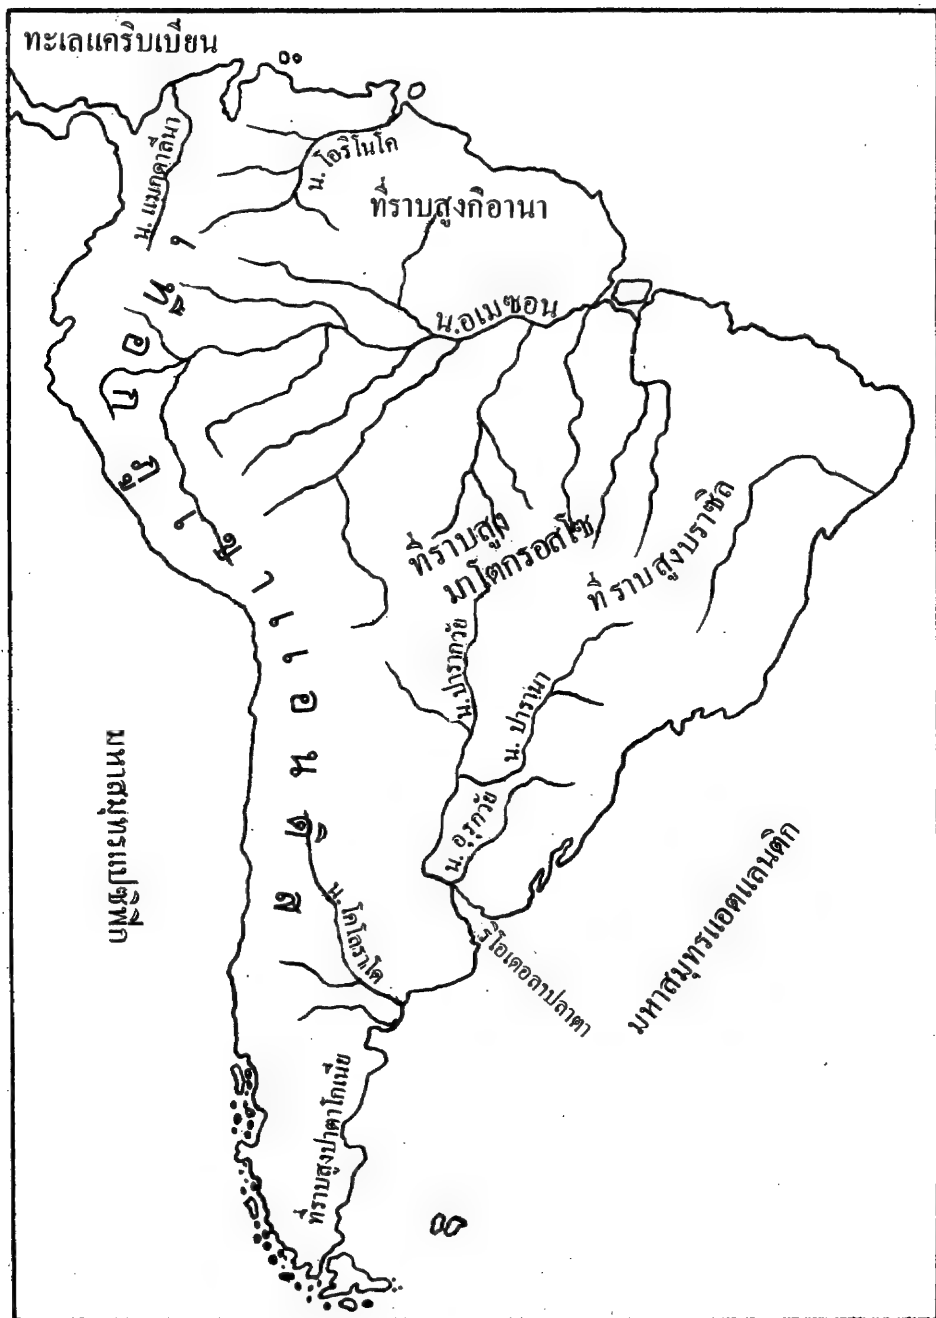 ทะเลแคริบเบียน
น. แมกดาลีนา
น. โอริโนโค
ที่ราบสูงกิอานา
น.อเมซอน
เทือกเขาแอนดีส
ที่ราบสูง
มาโตกรอสโซ
ที่ราบสูงบราซิล
น.ปารากวัย
น. ปารานา
น. อุรุกวัย
น. โคโลราโด
ริโอเดอลาปลาตา
มหาสมุทรแปซิฟิก
มหาสมุทรแอตแลนติก
ที่ราบสูงปาตาโกเนีย